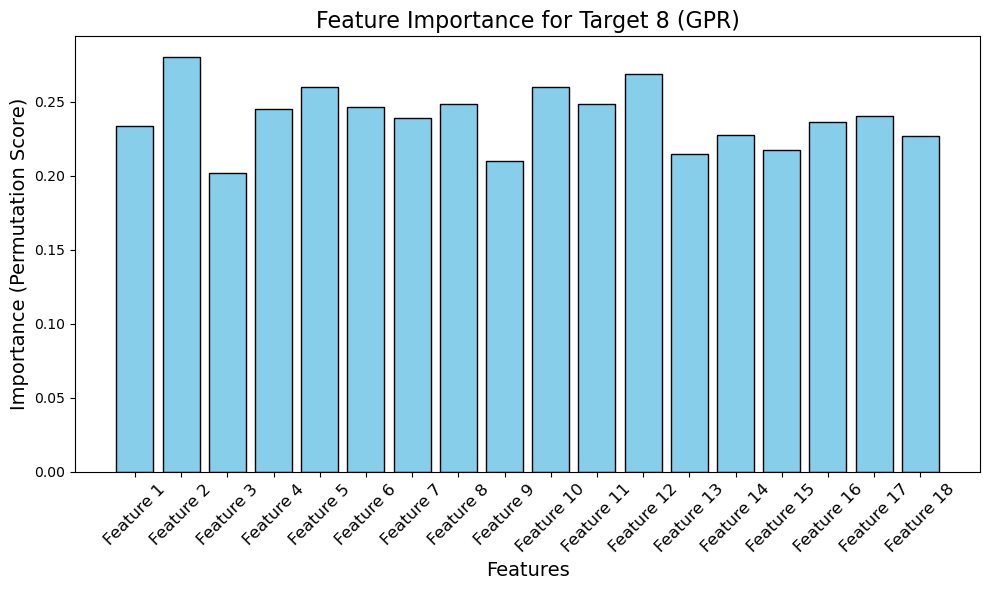 Feature Importance for Target 8 (GPR)
Importance (Permutation Score)
0.25
0.20
0.15
0.10
0.05
0.00
Feature 1
Feature 2
Feature 3
Feature 4
Feature 5
Feature 6
Feature 7
Feature 8
Feature 9
Feature 10
Feature 11
Feature 12
Feature 13
Feature 14
Feature 15
Feature 16
Feature 17
Feature 18
Features